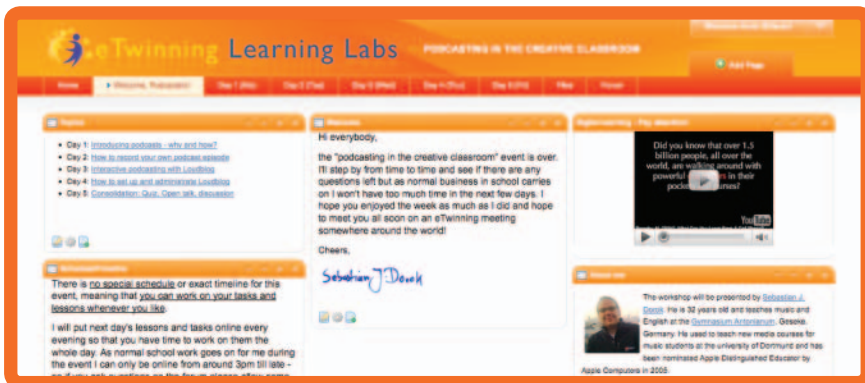 eTwinning Learning Labs
PODCASTING IN THE CREATIVE CLASSROOM
Add Page
Home
Day 1 (Mo)
Day 4 (Thu)
Day 5 (Fri)
Topics
Day 1: Introducing podcasts - why and how?
Day 2: How to record your own podcast episode
Day 3: Interactive podcasting with Loudblog
Day 4: How to set up and administrate Loudblog
Day 5: Consolidation: Quiz, Open talk, discussion
There is no special schedule or exact timeline for this
event, meaning that you can work on your tasks and
lessons whenever you like.
I will put next day's lessons and tasks online every
evening so that you have time to work on them the
whole day. As normal school work goes on for me during
the event I can only be online from around 3pm till late -
Welcome
Hi everybody,
the "podcasting in the creative classroom" event is over.
I'll step by from time to time and see if there are any
questions left but as normal business in school carries
on I won't have too much time in the next few days. I
hope you enjoyed the week as much as I did and hope
to meet you all soon on an eTwinning meeting
somewhere around the world!
Cheers,
Sebastian J. Dorok
Did you know that over 1.5
billion people, all over the
world, are walking around with
powerful in their
You Tube
About me
The workshop will be presented by Sebastian J.
Dorok. He is 32 years old and teaches music and
English at the Gymnasium Antonianum, Geseke,
Germany. He used to teach new media courses for
music students at the university of Dortmund and has
been nominated Apple Distinguished Educator by
Apple Computers in 2005.